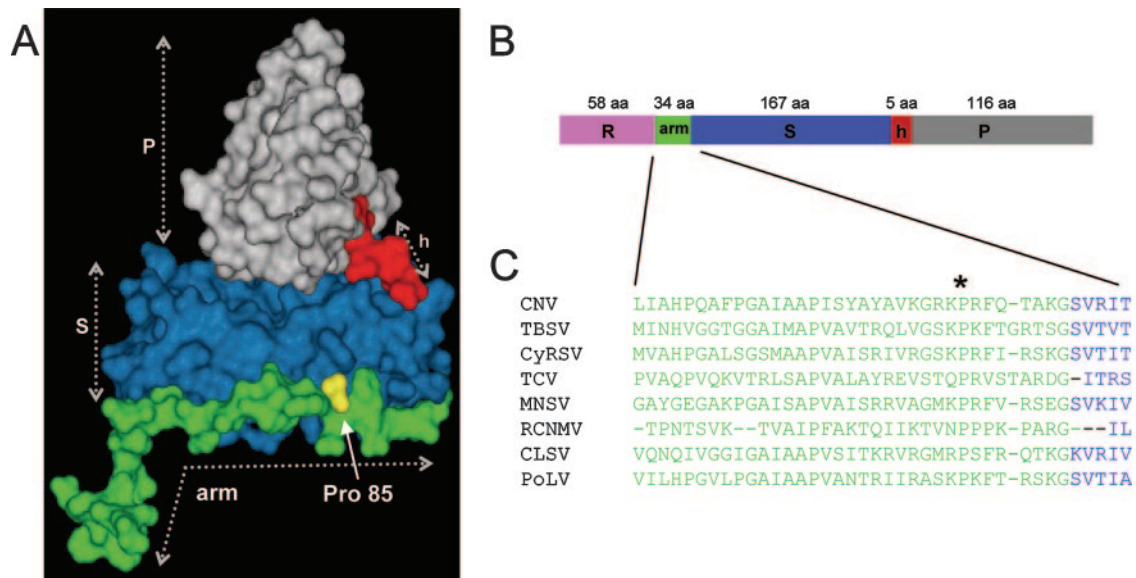 A
P
S
h
arm
Pro 85
B
58 aa 34 aa 167 aa 5 aa 116 aa
R arm S h P
C
*
CNV LIAHPQAFPGAIAAPISYAYAVKGRKPRFQ-TAKGSVRIT
TBSV MINHVGGTGGAIMAPVAVTRQLVGSKPKFTGRTSGSVTVT
CyRSV MVAHPGALSGSMAAPVAISRIVRGSKPRFI-RSKGSVTIT
TCV PVAQPVQKVTRLSAPVALAYREVSTQPRVSTARDG-ITRS
MNSV GAYGEGAKPGAISAPVAISRRVAGMKPRFV-RSEGSVKIV
RCNMV -TPNTSVK--TVAIPFAKTQIIKTVNPPPK-PARG---IL
CLSV VQNQIVGGIGAIAAPVSITKRVRGMRPSFR-QTKGKVRIV
PoLV VILHPGVLPGAIAAPVANTRIIRASKPKFT-RSKGSVTIA